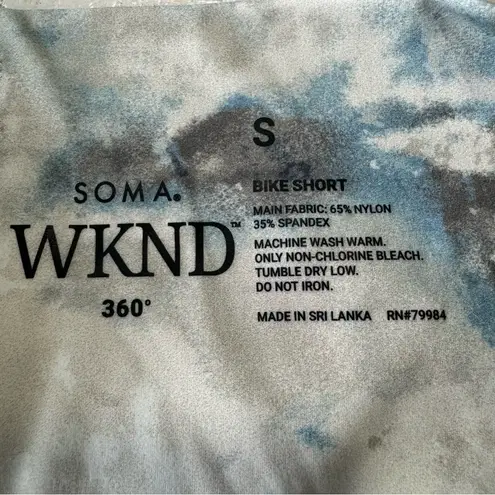 S
SOMA®
WKND™
360°
BIKE SHORT
MAIN FABRIC: 65% NYLON
35% SPANDEX
MACHINE WASH WARM.
ONLY NON-CHLORINE BLEACH.
TUMBLE DRY LOW.
DO NOT IRON.
MADE IN SRI LANKA RN#79984